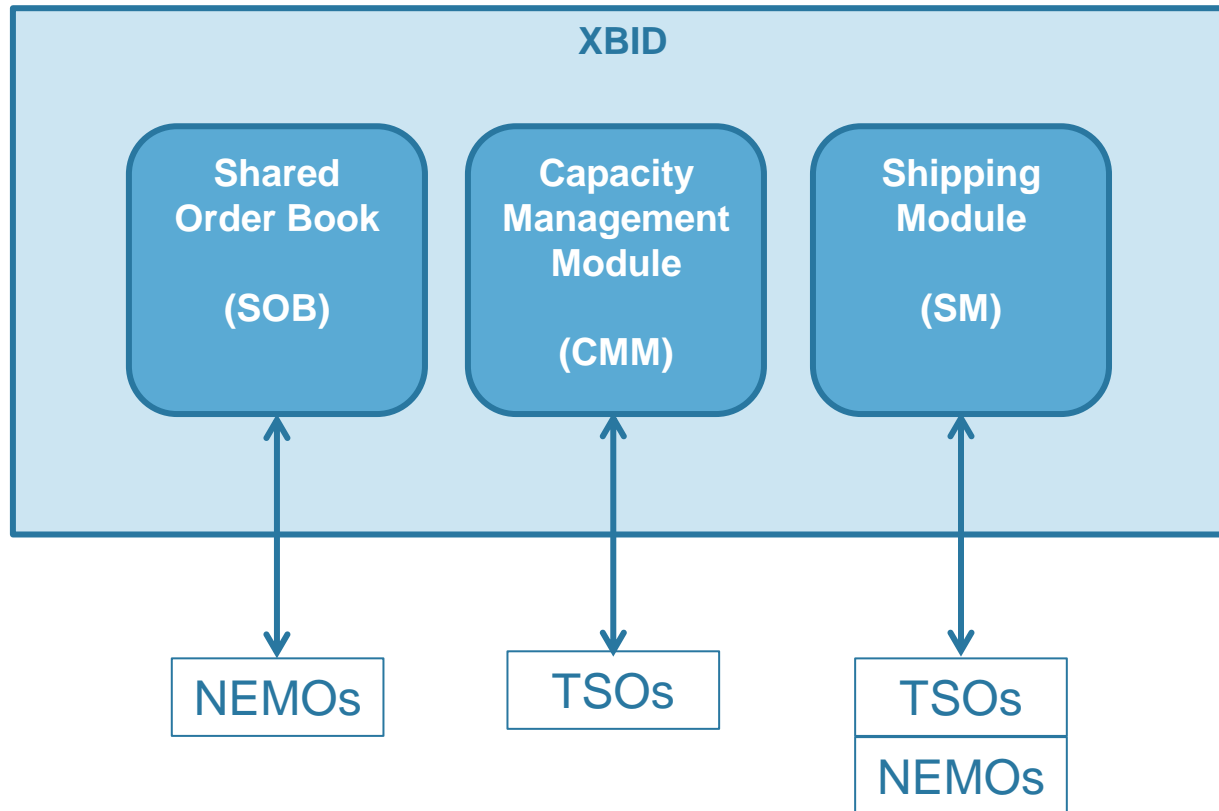 XBID
Shared
Order Book
(SOB)
Capacity
Management
Module
(CMM)
Shipping
Module
(SM)
NEMOs
TSOs
TSOs
NEMOs